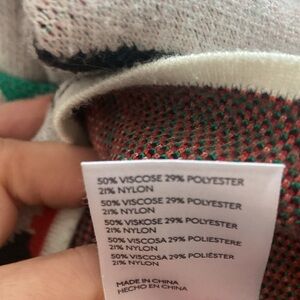 50% VISCOSE 29% POLYESTER
21% NYLON
50% VISCOSE 29% POLYESTER
21% NYLON
50% VISKOSE 29% POLYESTER
21% NYLON
50% VISCOSA 29% POLIESTERE
21% NYLON
50% VISCOSA 29% POLIÉSTER
21% NYLON
MADE IN CHINA
HECHO EN CHINA